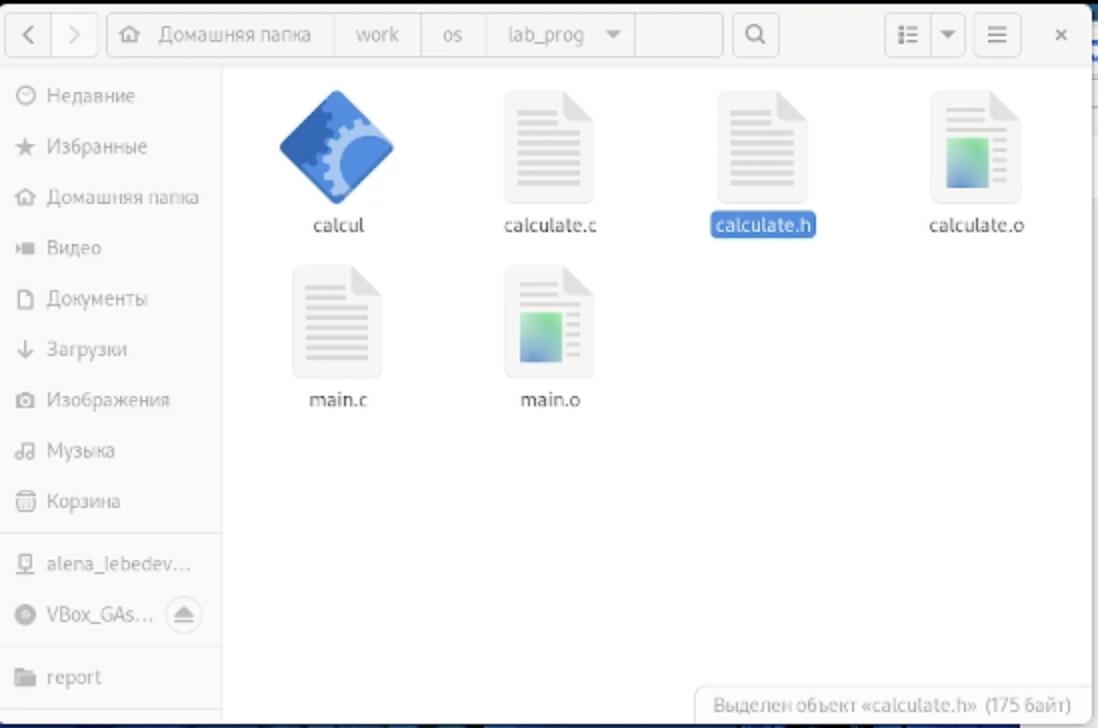 Домашняя папка work os lab_prog
Недавние
Избранные
Домашняя папка
Видео
Документы
Загрузки
Изображения
Музыка
Корзина
alena_lebedev...
VBox_GAs...
report
calcul calculate.c calculate.h calculate.o
main.c main.o
Выделен объект «calculate.h» (175 байт)